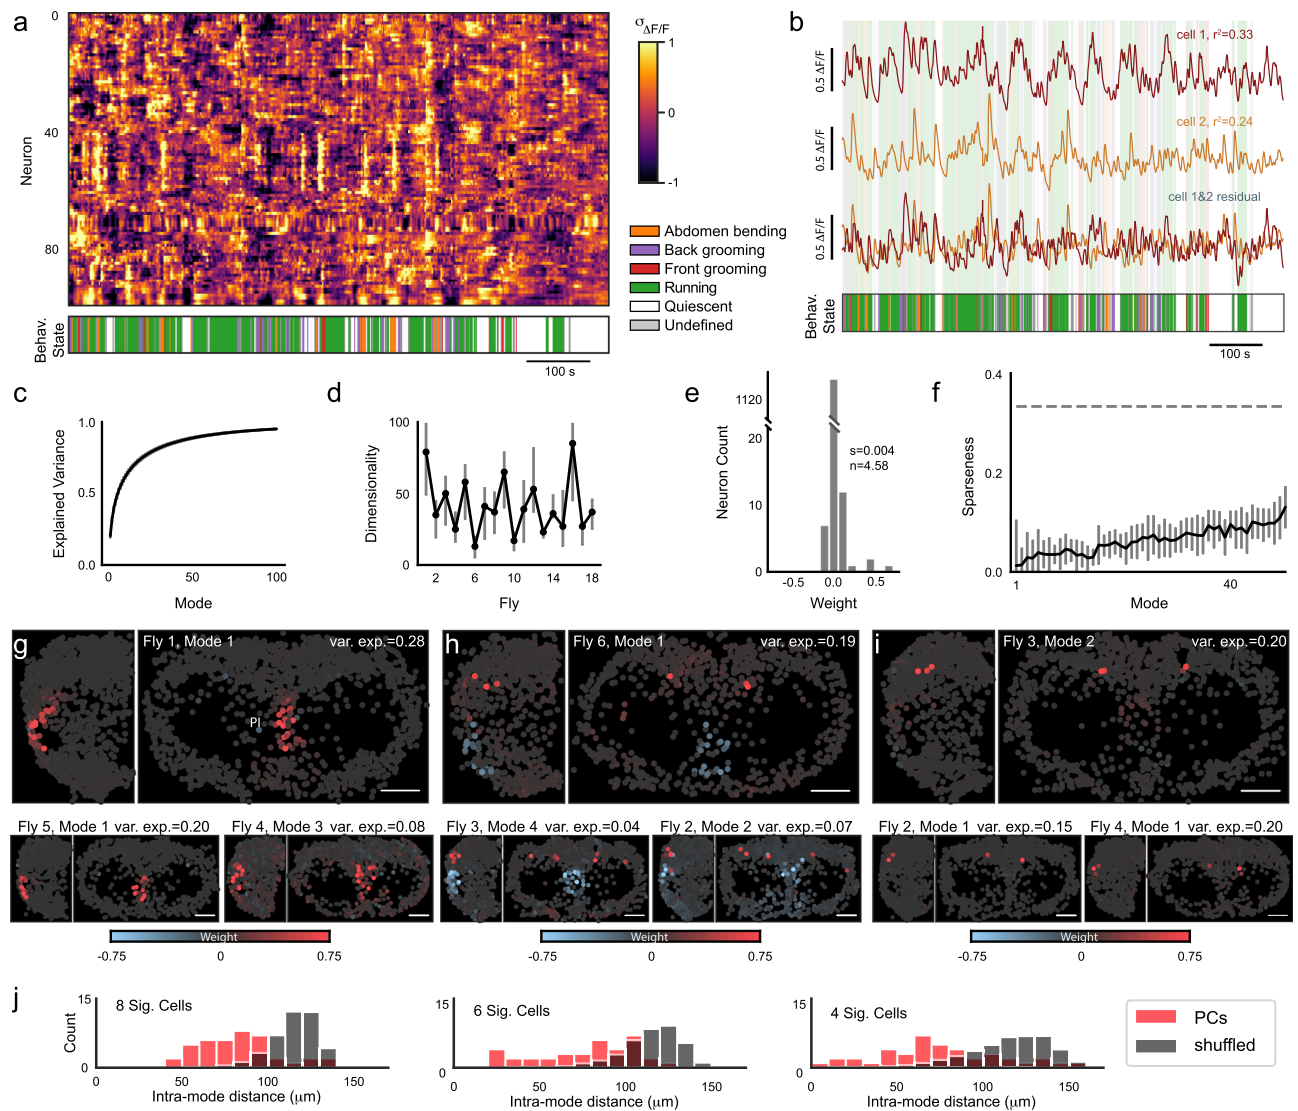 a
0
40
80
Neuron
σΔF/F
1
0
-1
Abdomen bending
Back grooming
Front grooming
Running
Quiescent
Undefined
Behav.
State
100 s
b
cell 1, r²=0.33
0.5 ΔF/F
cell 2, r²=0.24
0.5 ΔF/F
cell 1&2 residual
0.5 ΔF/F
Behav.
State
100 s
c
1.0
0.5
0.0
Explained Variance
0
50
100
Mode
d
100
50
0
Dimensionality
2
6
10
14
18
Fly
e
1120
20
10
0
Neuron Count
s=0.004
n=4.58
-0.5
0.0
0.5
Weight
f
0.4
0.2
0.0
Sparseness
1
40
Mode
g
Fly 1, Mode 1
var. exp.=0.28
PI
h
Fly 6, Mode 1
var. exp.=0.19
i
Fly 3, Mode 2
var. exp.=0.20
Fly 5, Mode 1 var. exp.=0.20
Fly 4, Mode 3 var. exp.=0.08
Fly 3, Mode 4 var. exp.=0.04
Fly 2, Mode 2 var. exp.=0.07
Fly 2, Mode 1 var. exp.=0.15
Fly 4, Mode 1 var. exp.=0.20
Weight
-0.75
0
0.75
Weight
-0.75
0
0.75
Weight
-0.75
0
0.75
j
15
0
Count
8 Sig. Cells
0
50
100
150
Intra-mode distance (μm)
15
0
6 Sig. Cells
0
50
100
150
Intra-mode distance (μm)
15
0
4 Sig. Cells
0
50
100
150
Intra-mode distance (μm)
PCs
shuffled